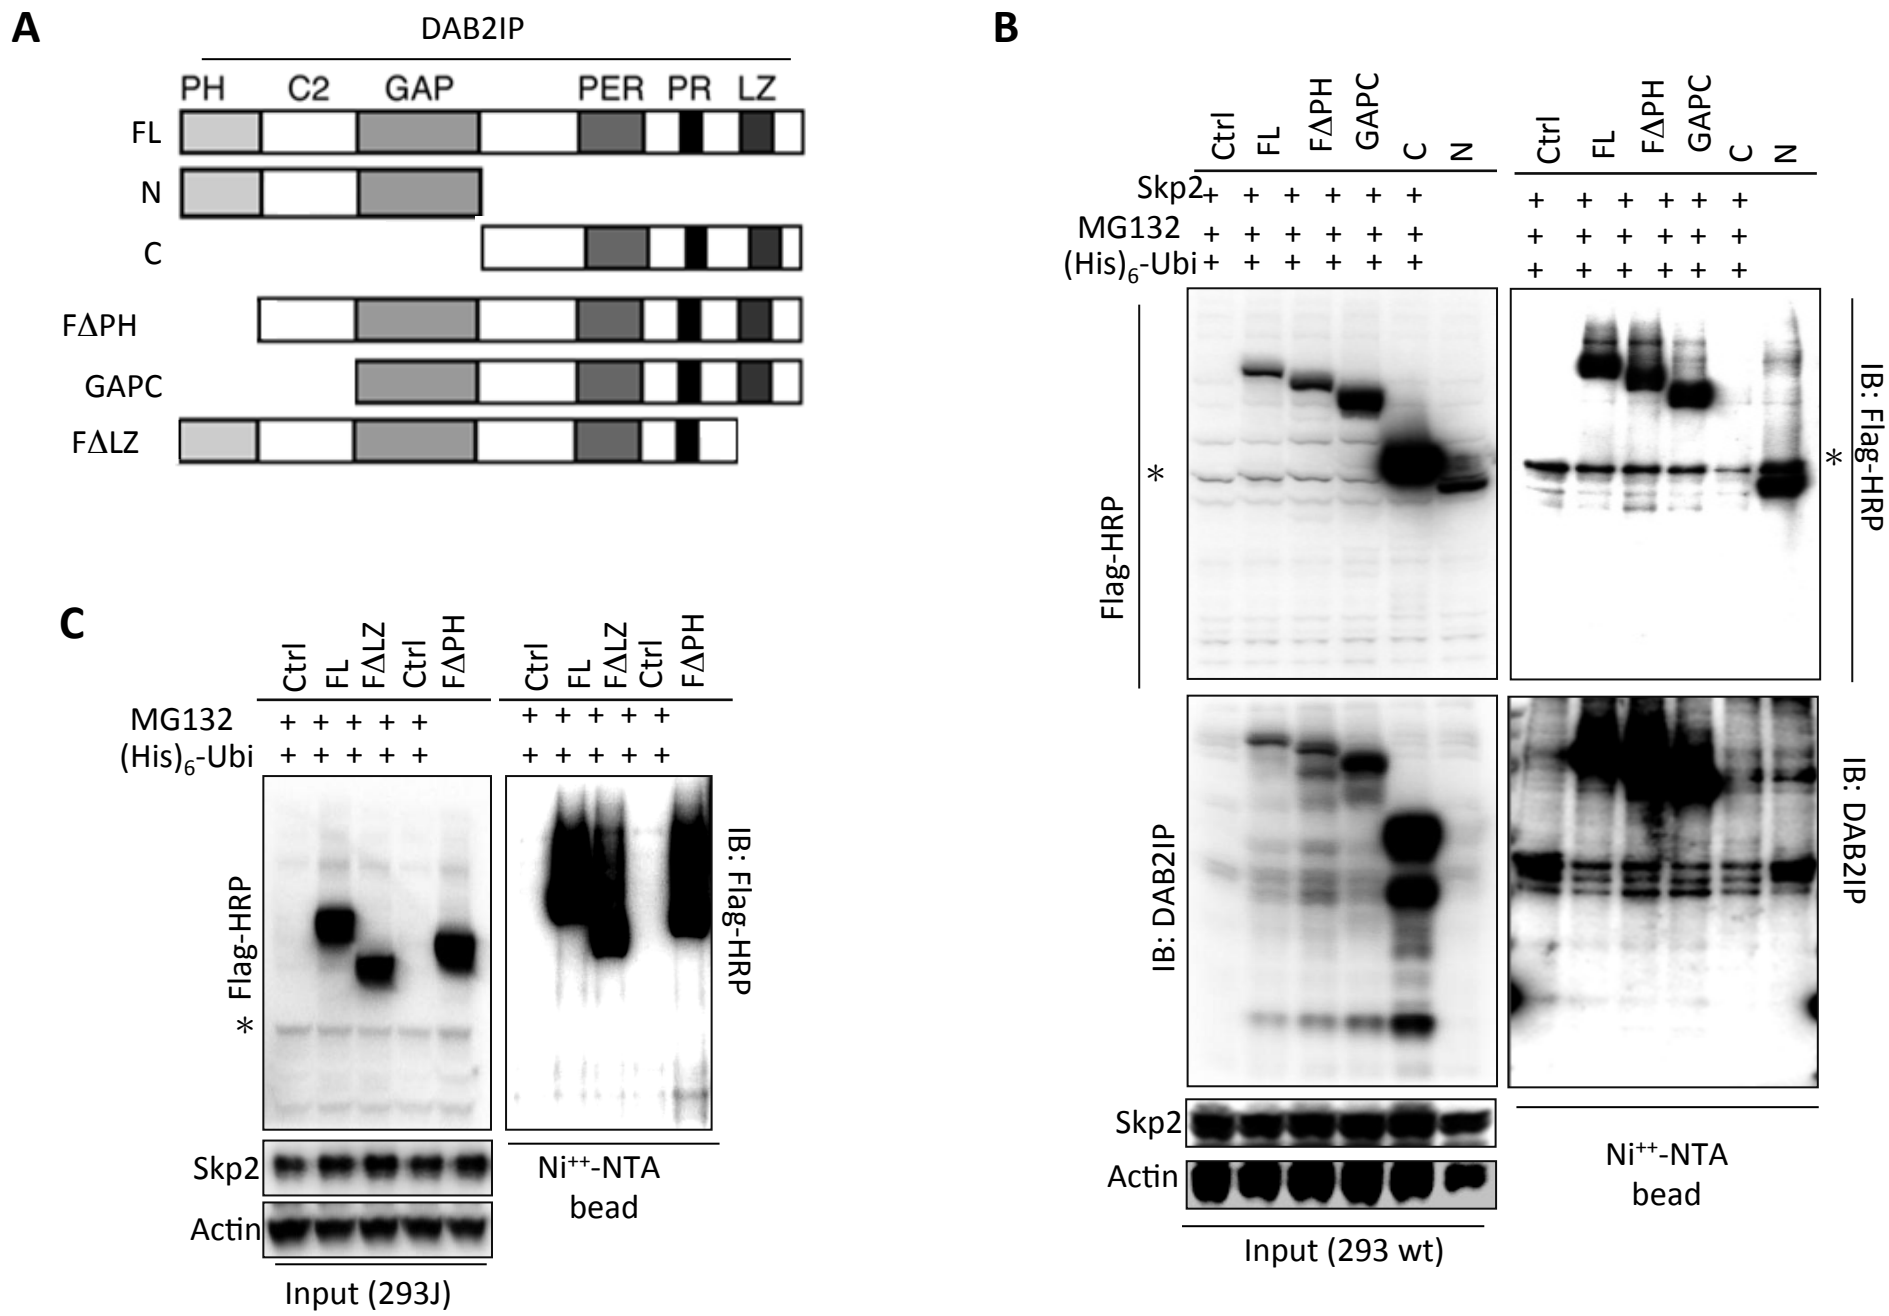 A
DAB2IP
PH C2 GAP PER PR LZ
FL
N
C
FΔPH
GAPC
FΔLZ
B
Ctrl FL FΔPH GAPC C N
Ctrl FL FΔPH GAPC C N
Skp2 + + + + + +
+ + + + + +
MG132 + + + + + +
+ + + + + +
(His)6-Ubi + + + + + +
+ + + + + +
Flag-HRP
*
*
IB: Flag-HRP
IB: DAB2IP
IB: DAB2IP
Skp2
Actin
Input (293 wt)
Ni++-NTA
bead
C
Ctrl FL FΔLZ Ctrl FΔPH
Ctrl FL FΔLZ Ctrl FΔPH
MG132 + + + + +
+ + + + +
(His)6-Ubi + + + + +
+ + + + +
Flag-HRP
*
IB: Flag-HRP
Skp2
Actin
Input (293J)
Ni++-NTA
bead